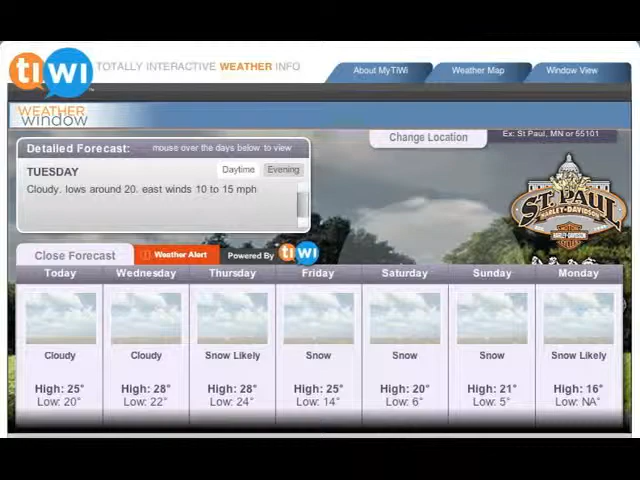 tiwi
TOTALLY INTERACTIVE WEATHER INFO
About MyTiWi
Weather Map
Window View
WEATHER
window
Change Location
Ex: St Paul, MN or 55101
Detailed Forecast:
mouse over the days below to view
TUESDAY
Daytime
Evening
Cloudy. lows around 20. east winds 10 to 15 mph
ST. PAUL
HARLEY-DAVIDSON
Close Forecast
Weather Alert
Powered By tiwi
Today Wednesday Thursday Friday Saturday Sunday Monday
Cloudy Cloudy Snow Likely Snow Snow Snow Snow Likely
High: 25° High: 28° High: 28° High: 25° High: 20° High: 21° High: 16°
Low: 20° Low: 22° Low: 24° Low: 14° Low: 6° Low: 5° Low: NA°